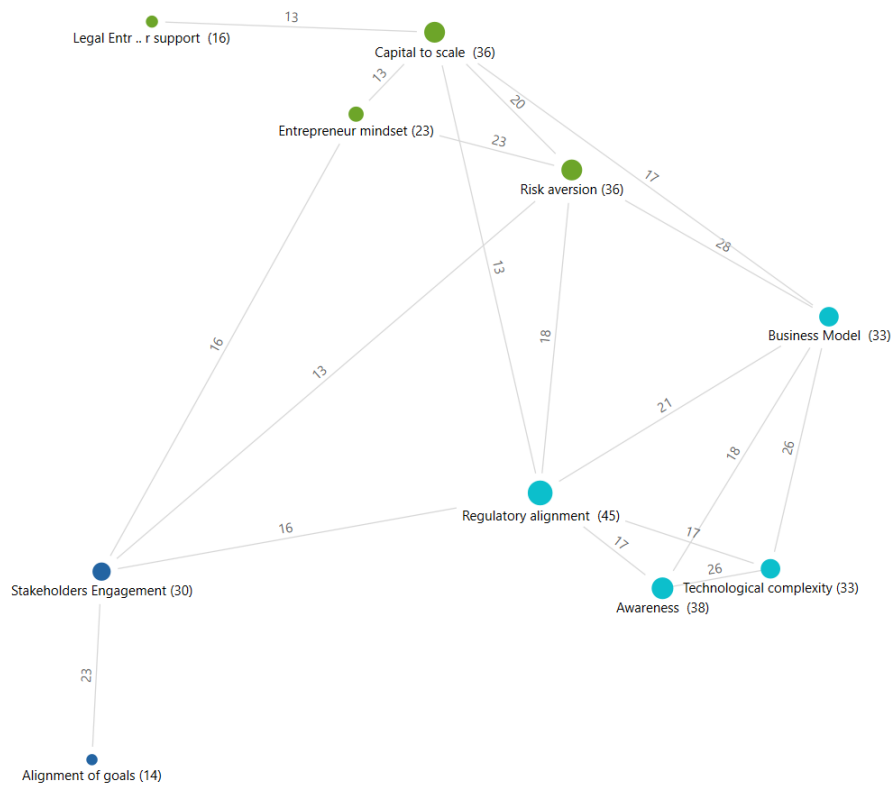 13
Legal Entr .. r support (16)
Capital to scale (36)
13
20
Entrepreneur mindset (23)
23
17
Risk aversion (36)
28
13
Business Model (33)
18
16
13
21
18
26
Regulatory alignment (45)
16
17
17
26
Stakeholders Engagement (30)
Technological complexity (33)
Awareness (38)
23
Alignment of goals (14)